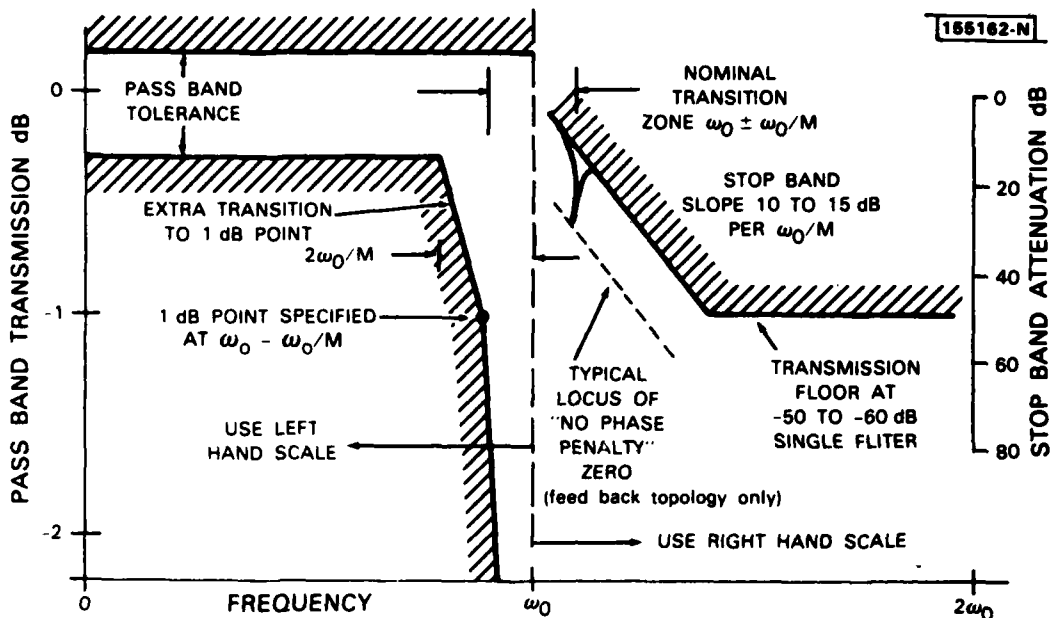 155162-N
PASS BAND TRANSMISSION dB
0
-1
-2
PASS BAND
TOLERANCE
NOMINAL
TRANSITION
ZONE ω₀ ± ω₀/M
0
20
40
60
80
STOP BAND ATTENUATION dB
EXTRA TRANSITION
TO 1 dB POINT
2ω₀/M
STOP BAND
SLOPE 10 TO 15 dB
PER ω₀/M
1 dB POINT SPECIFIED
AT ω₀ - ω₀/M
TYPICAL
LOCUS OF
"NO PHASE
PENALTY"
ZERO
(feed back topology only)
TRANSMISSION
FLOOR AT
-50 TO -60 dB
SINGLE FLITER
USE LEFT
HAND SCALE
USE RIGHT HAND SCALE
0
FREQUENCY
ω₀
2ω₀